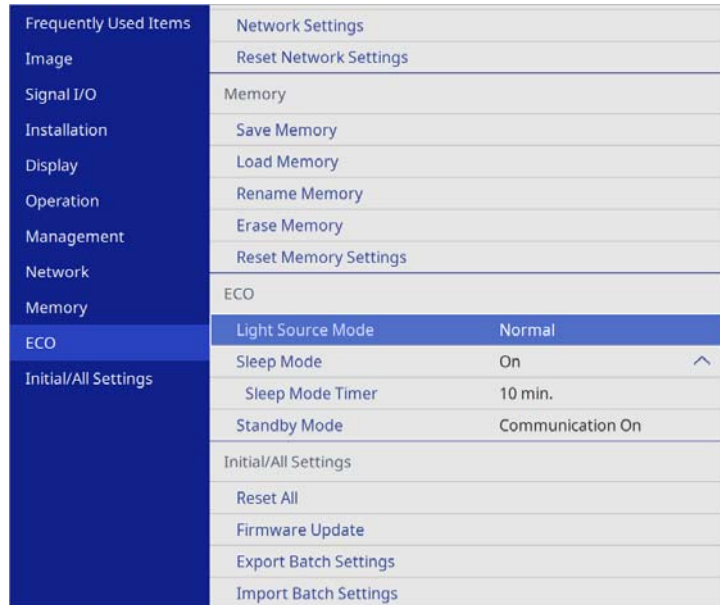 Frequently Used Items
Image
Signal I/O
Installation
Display
Operation
Management
Network
Memory
ECO
Initial/All Settings
Network Settings
Reset Network Settings
Memory
Save Memory
Load Memory
Rename Memory
Erase Memory
Reset Memory Settings
ECO
Light Source Mode Normal
Sleep Mode On
Sleep Mode Timer 10 min.
Standby Mode Communication On
Initial/All Settings
Reset All
Firmware Update
Export Batch Settings
Import Batch Settings